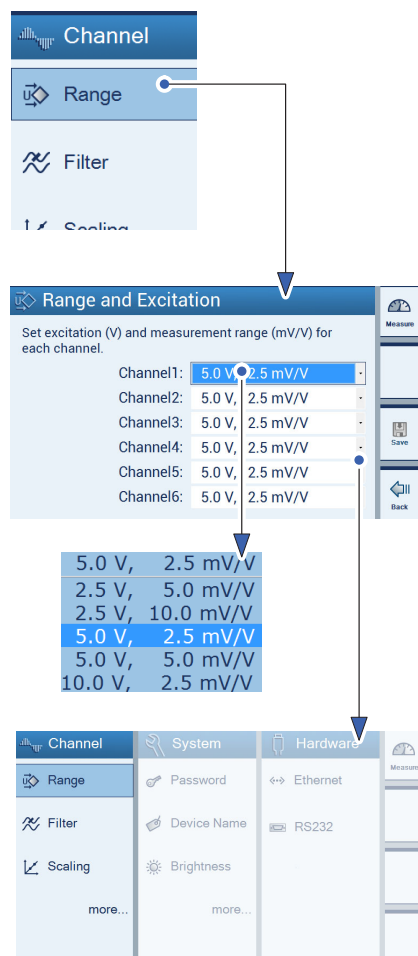 Channel
Range
Filter
Scaling
Range and Excitation
Measure
Set excitation (V) and measurement range (mV/V) for
each channel.
Channel1: 5.0 V, 2.5 mV/V
Channel2: 5.0 V, 2.5 mV/V
Channel3: 5.0 V, 2.5 mV/V
Channel4: 5.0 V, 2.5 mV/V
Save
Channel5: 5.0 V, 2.5 mV/V
Channel6: 5.0 V, 2.5 mV/V
Back
5.0 V, 2.5 mV/V
2.5 V, 5.0 mV/V
2.5 V, 10.0 mV/V
5.0 V, 2.5 mV/V
5.0 V, 5.0 mV/V
10.0 V, 2.5 mV/V
Channel System Hardware
Measure
Range Password Ethernet
Filter Device Name RS232
Scaling Brightness
more... more...